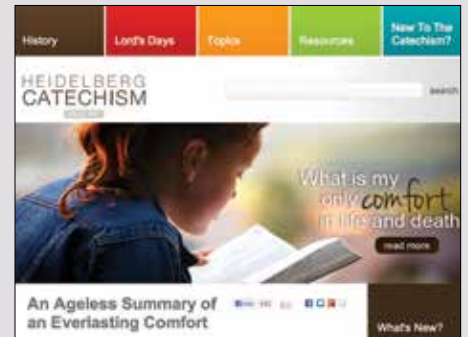 History
Lord's Days
Topics
Resources
New To The
Catechism?
HEIDELBERG
CATECHISM
search
What is my
only comfort
in life and death
read more
An Ageless Summary of
an Everlasting Comfort
What's New?